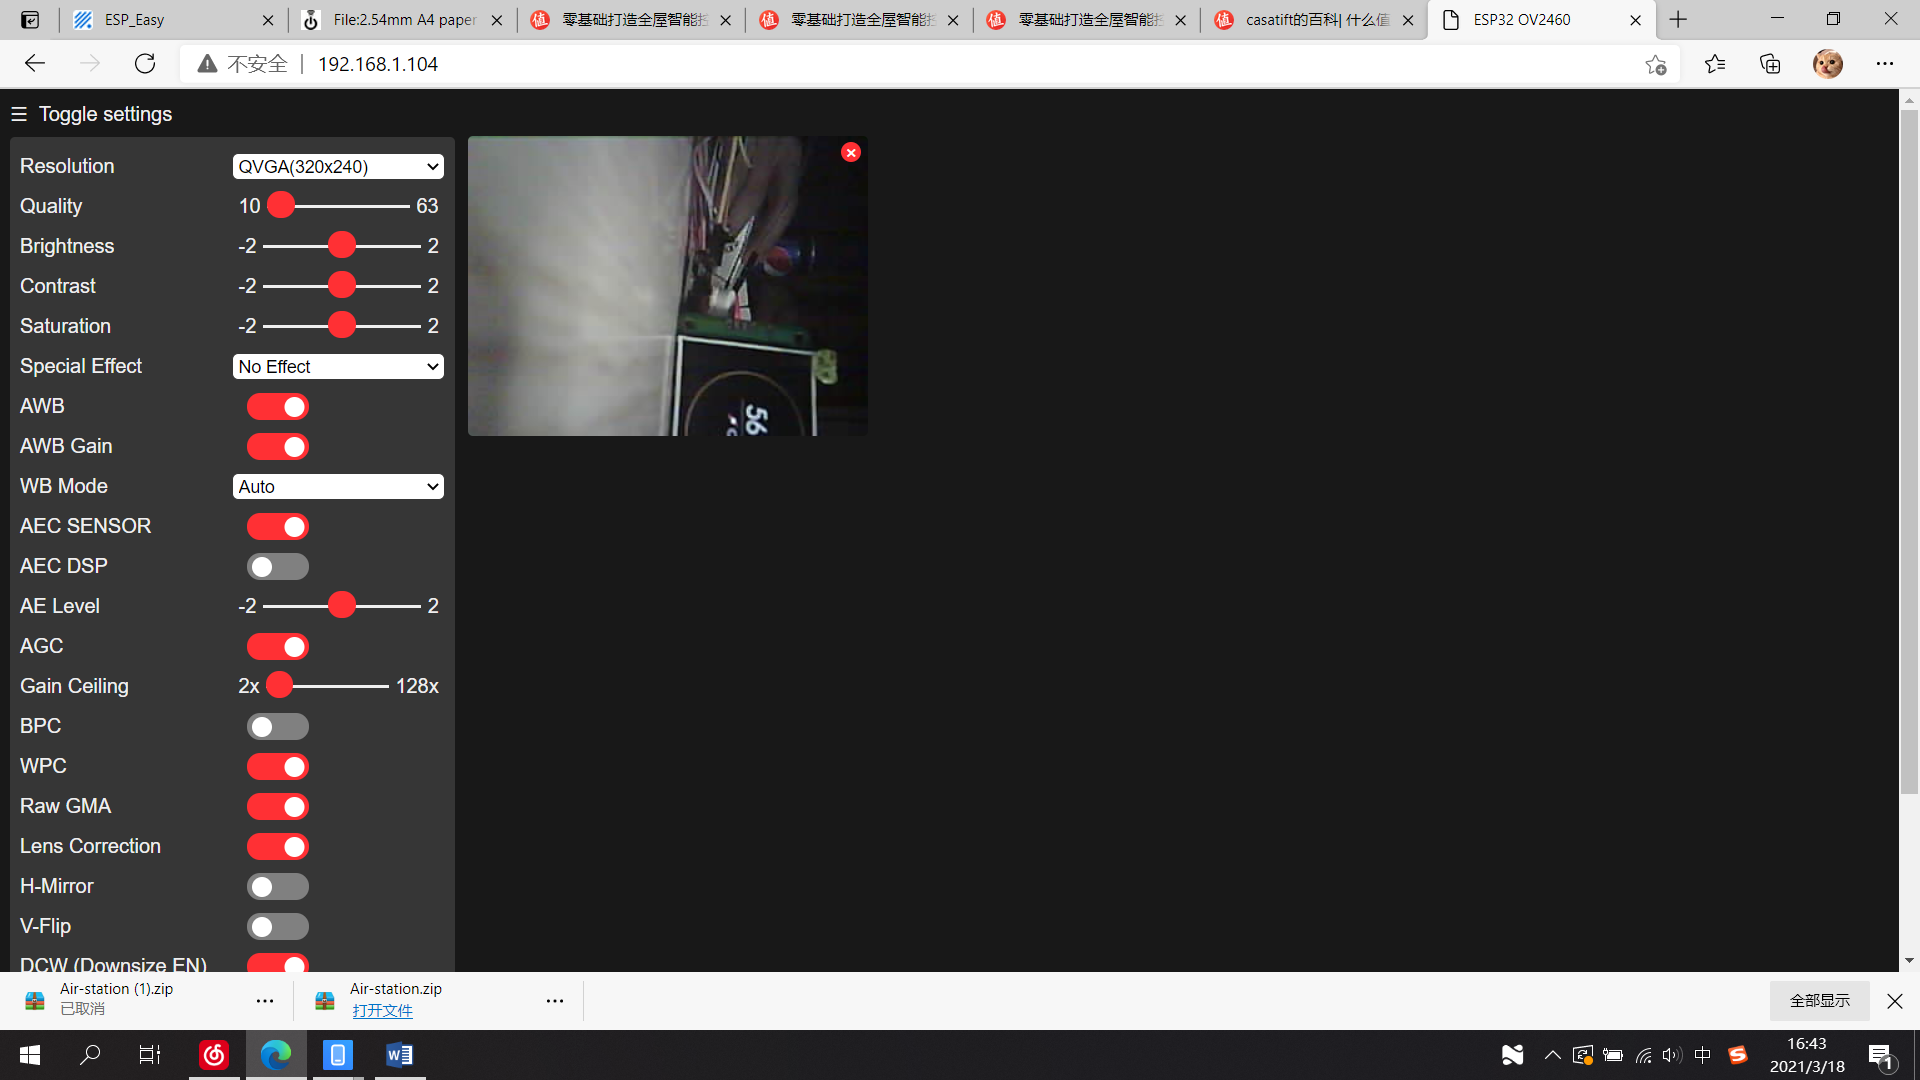 ESP_Easy
File:2.54mm A4 paper
零基础打造全屋智能
零基础打造全屋智能
零基础打造全屋智能
casatift的百科| 什么值
ESP32 OV2460
不安全 | 192.168.1.104
☰ Toggle settings
Resolution QVGA(320x240)
Quality 10 63
Brightness -2 2
Contrast -2 2
Saturation -2 2
Special Effect No Effect
AWB
AWB Gain
WB Mode Auto
AEC SENSOR
AEC DSP
AE Level -2 2
AGC
Gain Ceiling 2x 128x
BPC
WPC
Raw GMA
Lens Correction
H-Mirror
V-Flip
DCW (Downsize EN)
56
Air-station (1).zip
已取消
Air-station.zip
打开文件
全部显示
中
16:43
2021/3/18
1